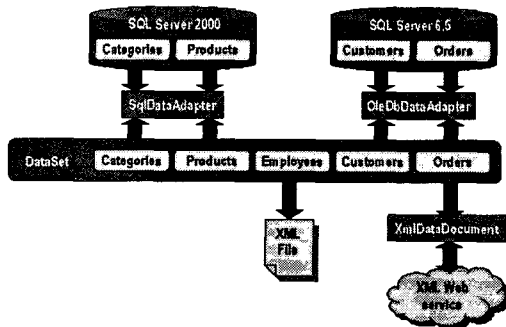 SQL Server 2000
SQL Server 6.5
Categories
Products
Customers
Orders
SqlDataAdapter
OleDbDataAdapter
DataSet
Categories
Products
Employees
Customers
Orders
XML
File
XmlDataDocument
XML Web
service